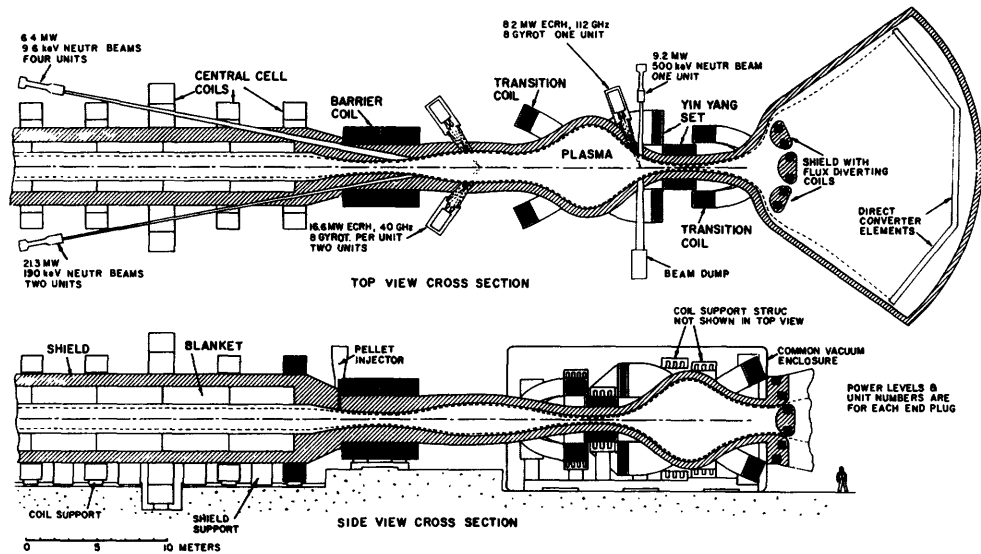 6.4 MW
9.6 keV NEUTR BEAMS
FOUR UNITS
CENTRAL CELL
COILS
BARRIER
COIL
8.2 MW ECRH, 112 GHz
8 GYROT ONE UNIT
TRANSITION
COIL
9.2 MW
500 keV NEUTR BEAM
ONE UNIT
YIN YANG
SET
PLASMA
SHIELD WITH
FLUX DIVERTING
COILS
DIRECT
CONVERTER
ELEMENTS
TRANSITION
COIL
16.6 MW ECRH, 40 GHz
8 GYROT. PER UNIT
TWO UNITS
21.3 MW
190 keV NEUTR BEAMS
TWO UNITS
BEAM DUMP
TOP VIEW CROSS SECTION
COIL SUPPORT STRUC
NOT SHOWN IN TOP VIEW
SHIELD
BLANKET
PELLET
INJECTOR
COMMON VACUUM
ENCLOSURE
POWER LEVELS &
UNIT NUMBERS ARE
FOR EACH END PLUG
COIL SUPPORT
SHIELD
SUPPORT
SIDE VIEW CROSS SECTION
0 5 10 METERS